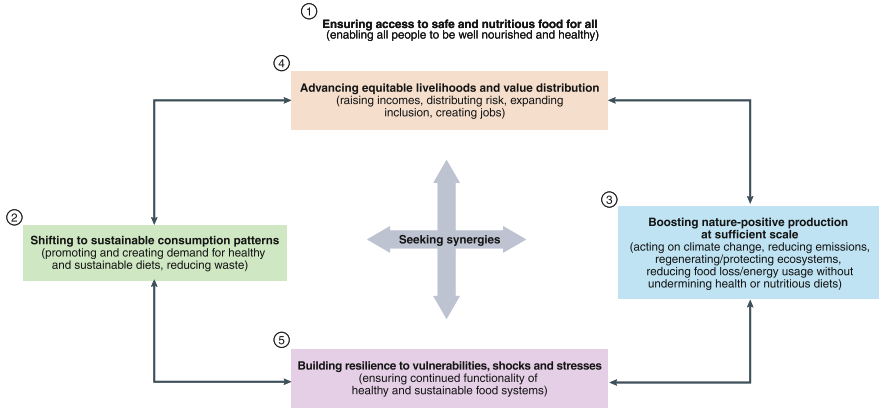 1
Ensuring access to safe and nutritious food for all
(enabling all people to be well nourished and healthy)
4
Advancing equitable livelihoods and value distribution
(raising incomes, distributing risk, expanding
inclusion, creating jobs)
2
Shifting to sustainable consumption patterns
(promoting and creating demand for healthy
and sustainable diets, reducing waste)
Seeking synergies
3
Boosting nature-positive production
at sufficient scale
(acting on climate change, reducing emissions,
regenerating/protecting ecosystems,
reducing food loss/energy usage without
undermining health or nutritious diets)
5
Building resilience to vulnerabilities, shocks and stresses
(ensuring continued functionality of
healthy and sustainable food systems)